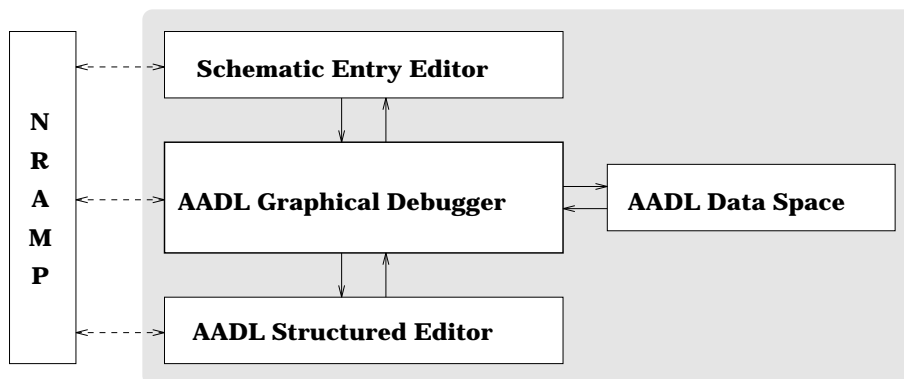 N
R
A
M
P
Schematic Entry Editor
AADL Graphical Debugger
AADL Data Space
AADL Structured Editor